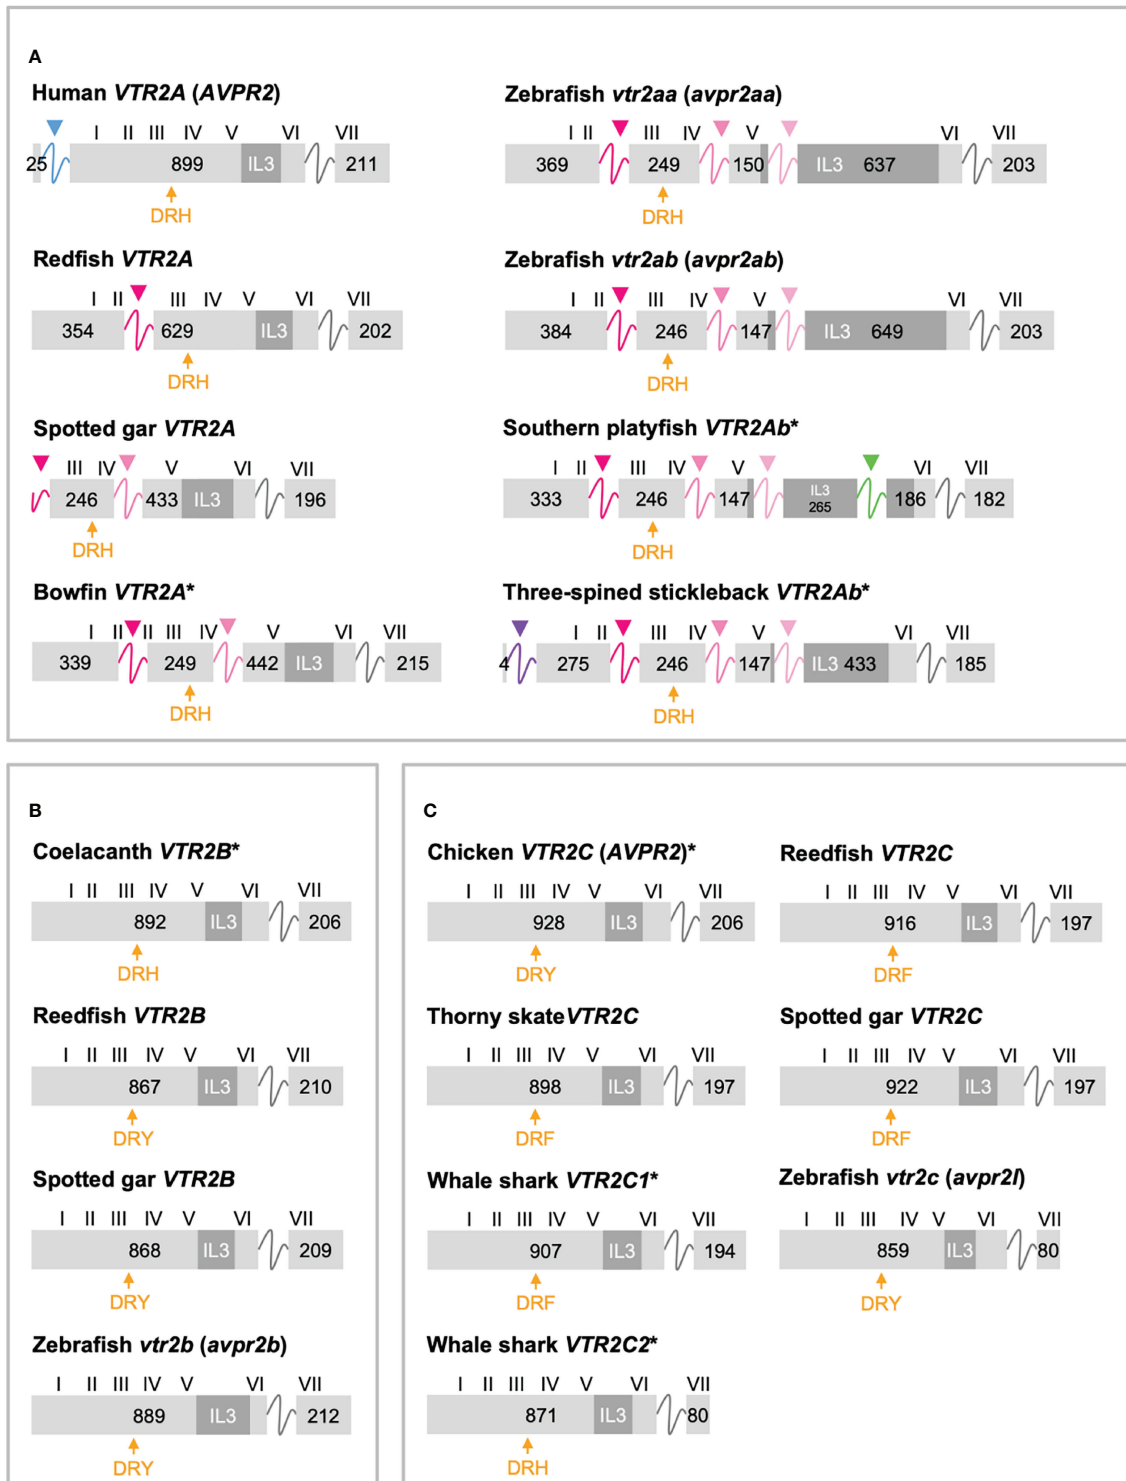 A
Human VTR2A (AVPR2)
I II III IV V VI VII
25 899 IL3 211
DRH
Redfish VTR2A
I II III IV V VI VII
354 629 IL3 202
DRH
Spotted gar VTR2A
III IV V VI VII
246 433 IL3 196
DRH
Bowfin VTR2A*
I II II III IV V VI VII
339 249 442 IL3 215
DRH
Zebrafish vtr2aa (avpr2aa)
I II III IV V VI VII
369 249 150 IL3 637 203
DRH
Zebrafish vtr2ab (avpr2ab)
I II III IV V VI VII
384 246 147 IL3 649 203
DRH
Southern platyfish VTR2Ab*
I II III IV V VI VII
333 246 147 IL3 265 186 182
DRH
Three-spined stickleback VTR2Ab*
I II III IV V VI VII
4 275 246 147 IL3 433 185
DRH
B
Coelacanth VTR2B*
I II III IV V VI VII
892 IL3 206
DRH
Reedfish VTR2B
I II III IV V VI VII
867 IL3 210
DRY
Spotted gar VTR2B
I II III IV V VI VII
868 IL3 209
DRY
Zebrafish vtr2b (avpr2b)
I II III IV V VI VII
889 IL3 212
DRY
C
Chicken VTR2C (AVPR2)*
I II III IV V VI VII
928 IL3 206
DRY
Thorny skateVTR2C
I II III IV V VI VII
898 IL3 197
DRF
Whale shark VTR2C1*
I II III IV V VI VII
907 IL3 194
DRF
Whale shark VTR2C2*
I II III IV V VI VII
871 IL3 80
DRH
Reedfish VTR2C
I II III IV V VI VII
916 IL3 197
DRF
Spotted gar VTR2C
I II III IV V VI VII
922 IL3 197
DRF
Zebrafish vtr2c (avpr2l)
I II III IV V VI VII
859 IL3 80
DRY